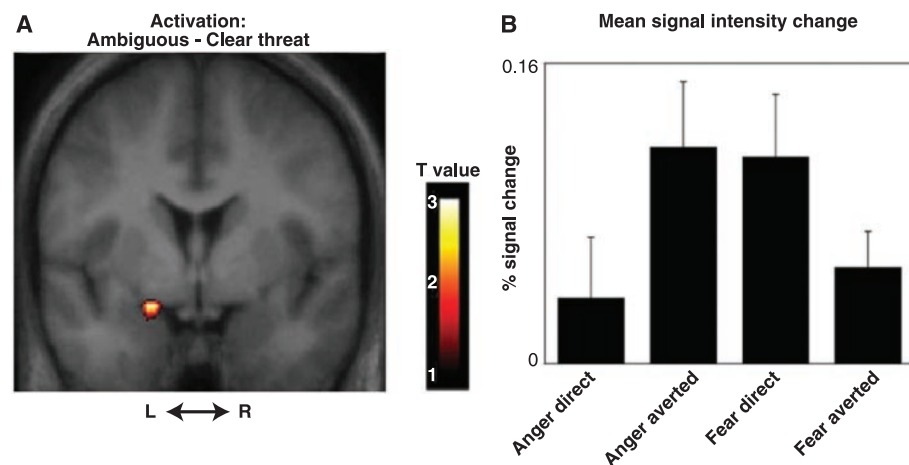 A
Activation:
Ambiguous - Clear threat
L R
T value
3
2
1
B
Mean signal intensity change
0.16
% signal change
0
Anger direct
Anger averted
Fear direct
Fear averted